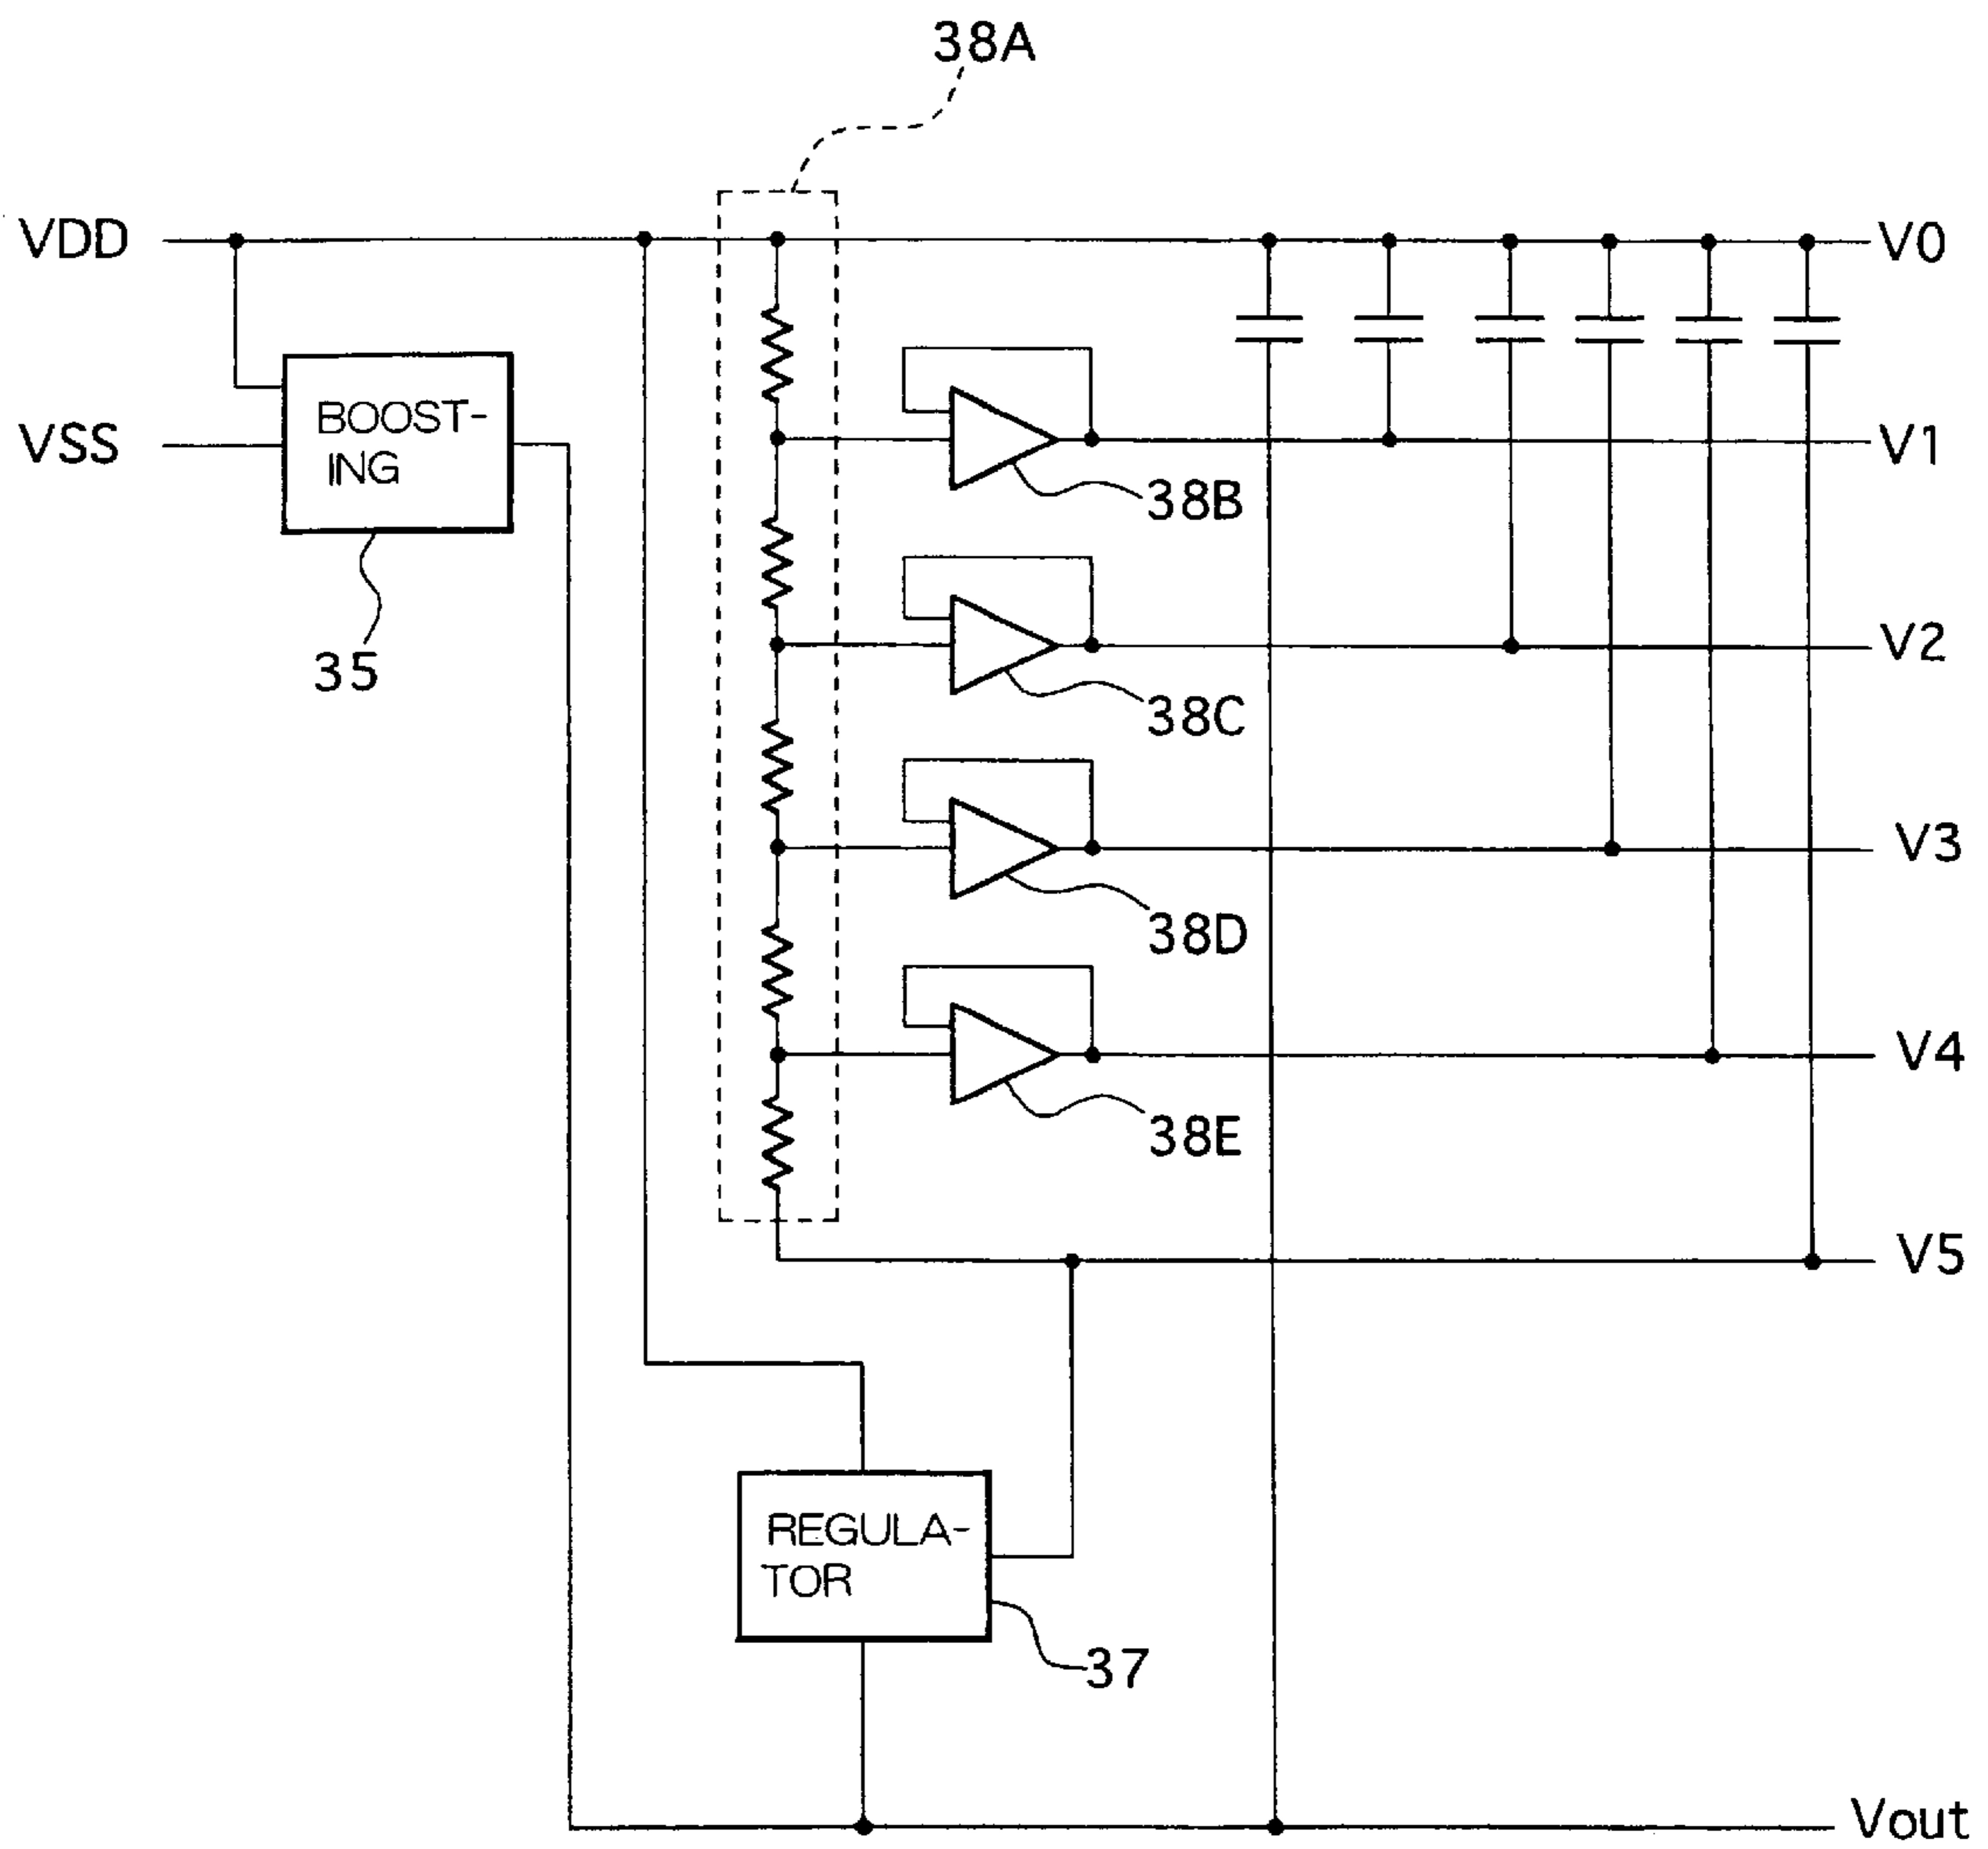 38A
VDD
V0
BOOST-
ING
VSS
V1
38B
35
V2
38C
V3
38D
V4
38E
V5
REGULA-
TOR
37
Vout